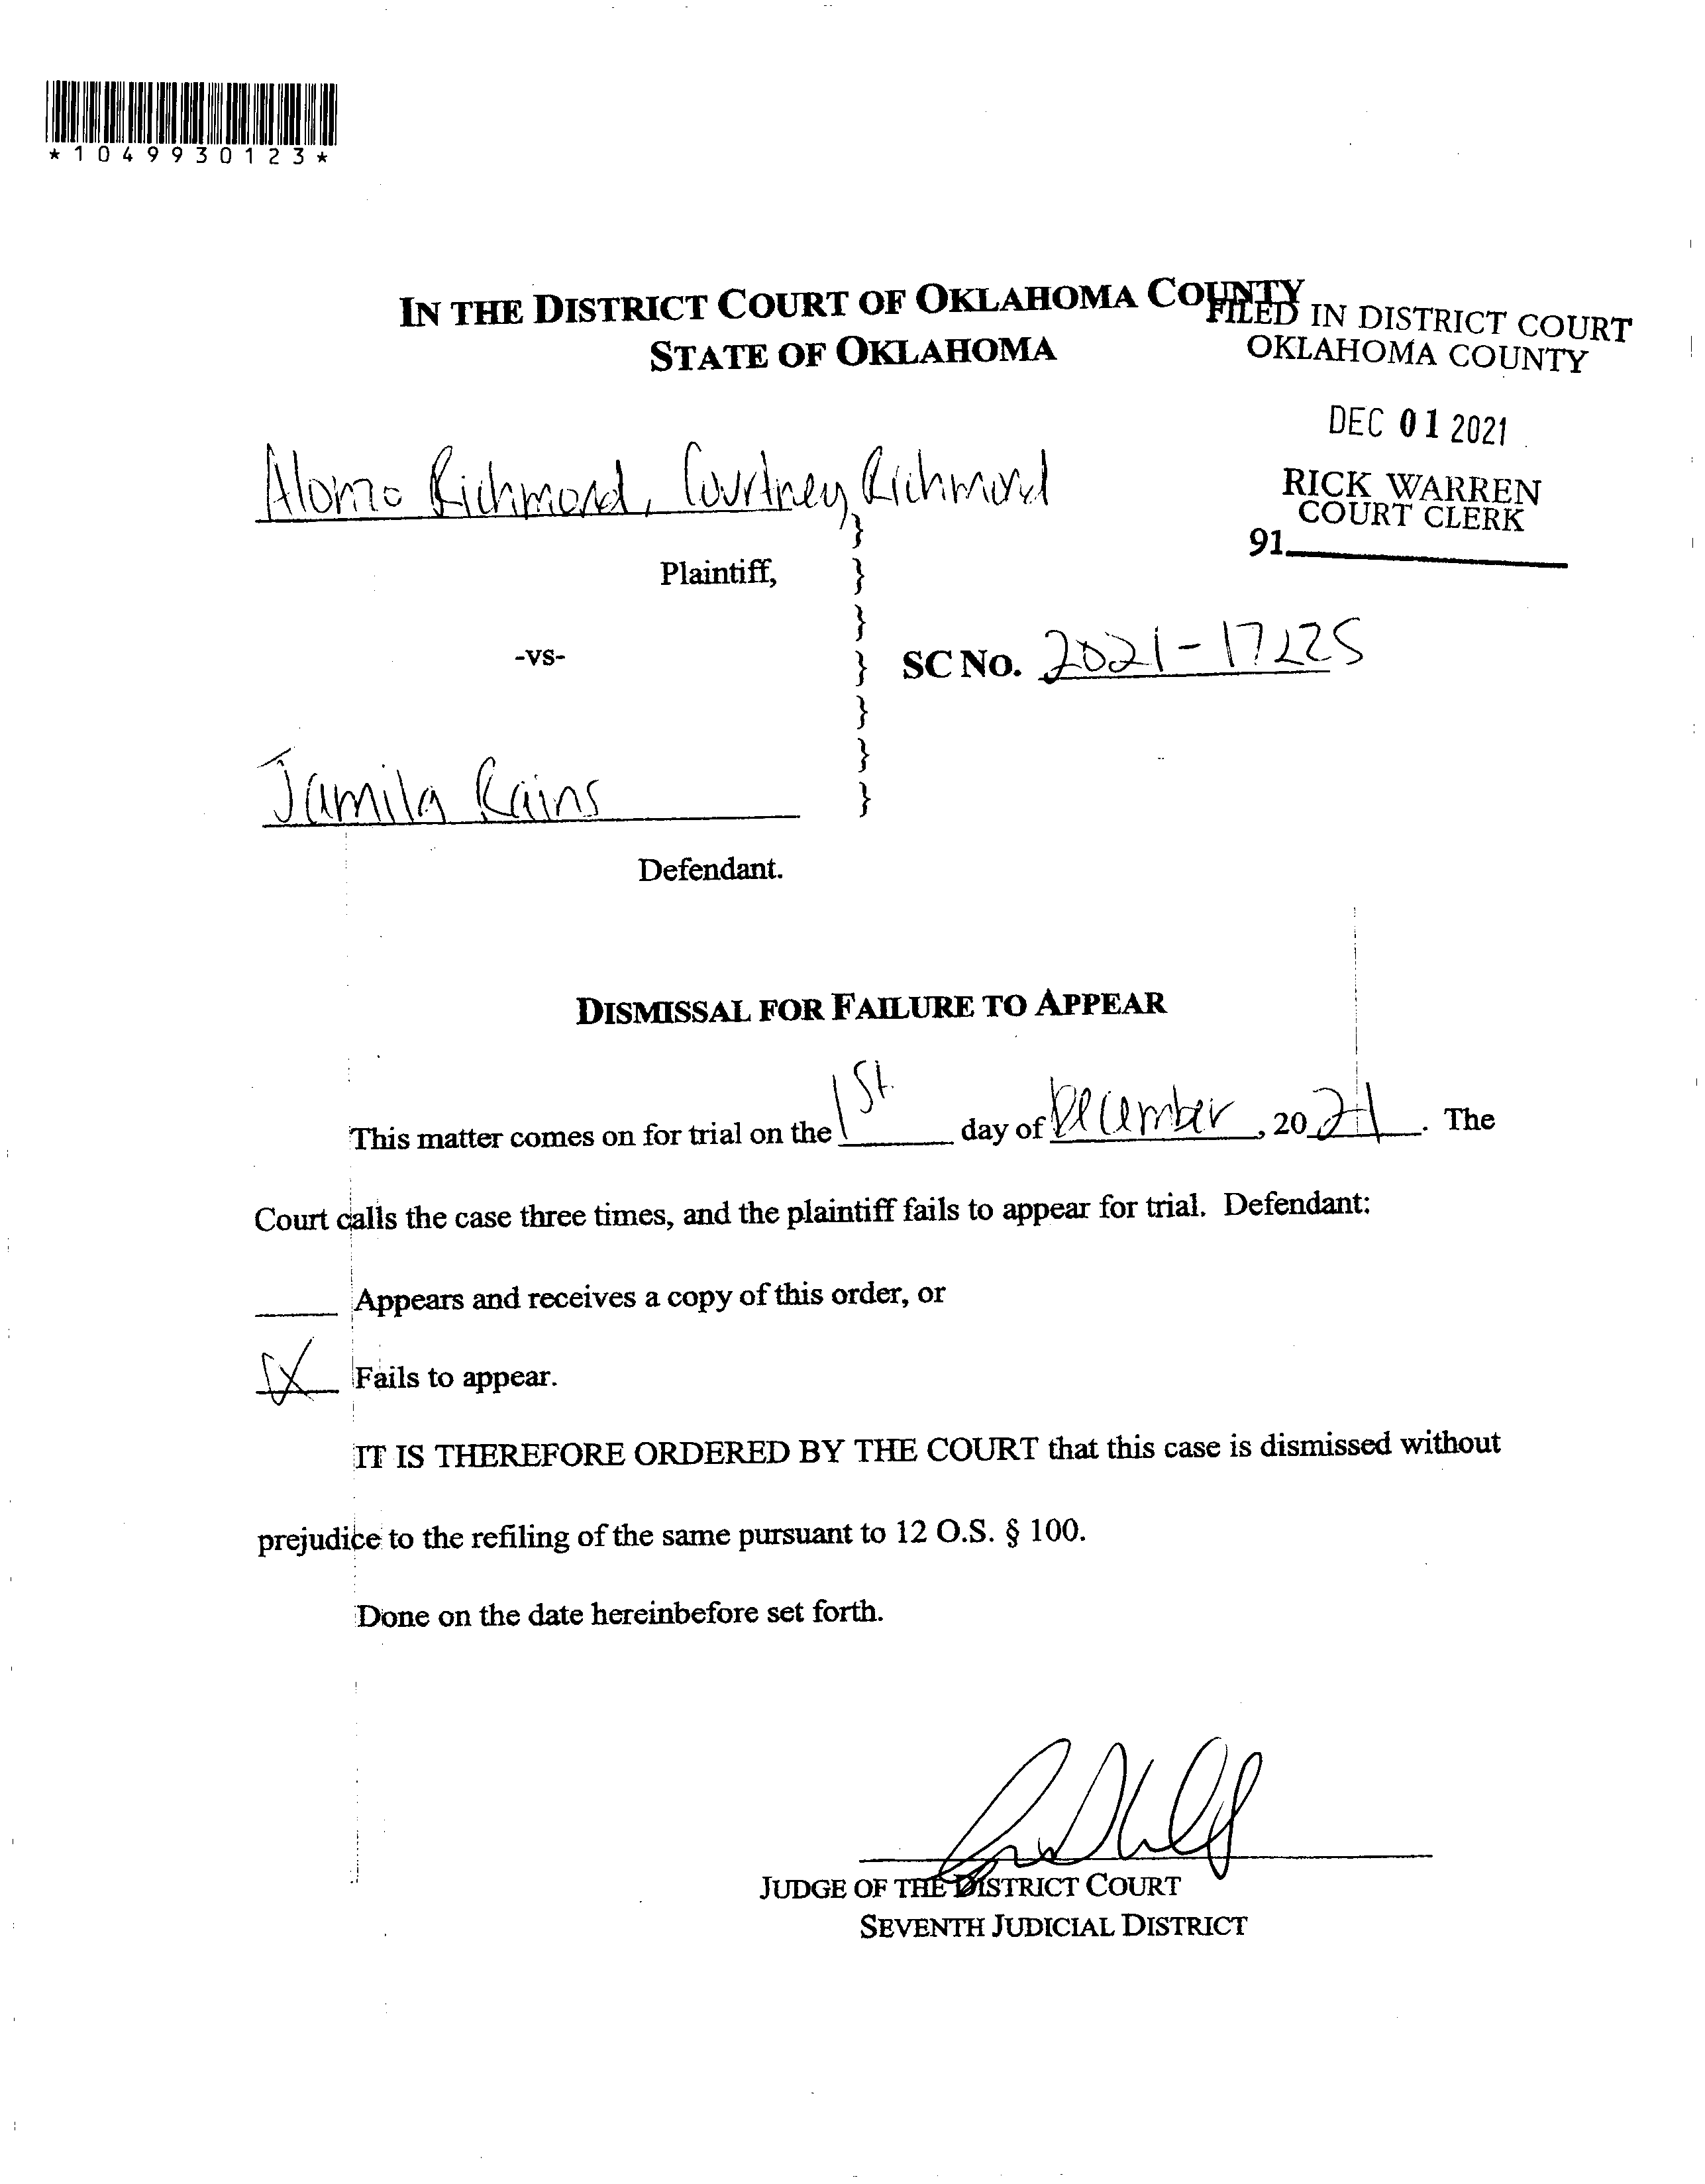 *1049930123*
IN THE DISTRICT COURT OF OKLAHOMA COUNTY
STATE OF OKLAHOMA
FILED IN DISTRICT COURT
OKLAHOMA COUNTY
DEC 01 2021
RICK WARREN
COURT CLERK
91
Richmond, Courtney Richmond
Plaintiff,
-vs-
SC NO. 2021-17225
Jamila Rains
Defendant.
DISMISSAL FOR FAILURE TO APPEAR
This matter comes on for trial on the 1st day of December, 2021. The
Court calls the case three times, and the plaintiff fails to appear for trial. Defendant:
Appears and receives a copy of this order, or
X Fails to appear.
IT IS THEREFORE ORDERED BY THE COURT that this case is dismissed without
prejudice to the refiling of the same pursuant to 12 O.S. § 100.
Done on the date hereinbefore set forth.
JUDGE OF THE DISTRICT COURT
SEVENTH JUDICIAL DISTRICT